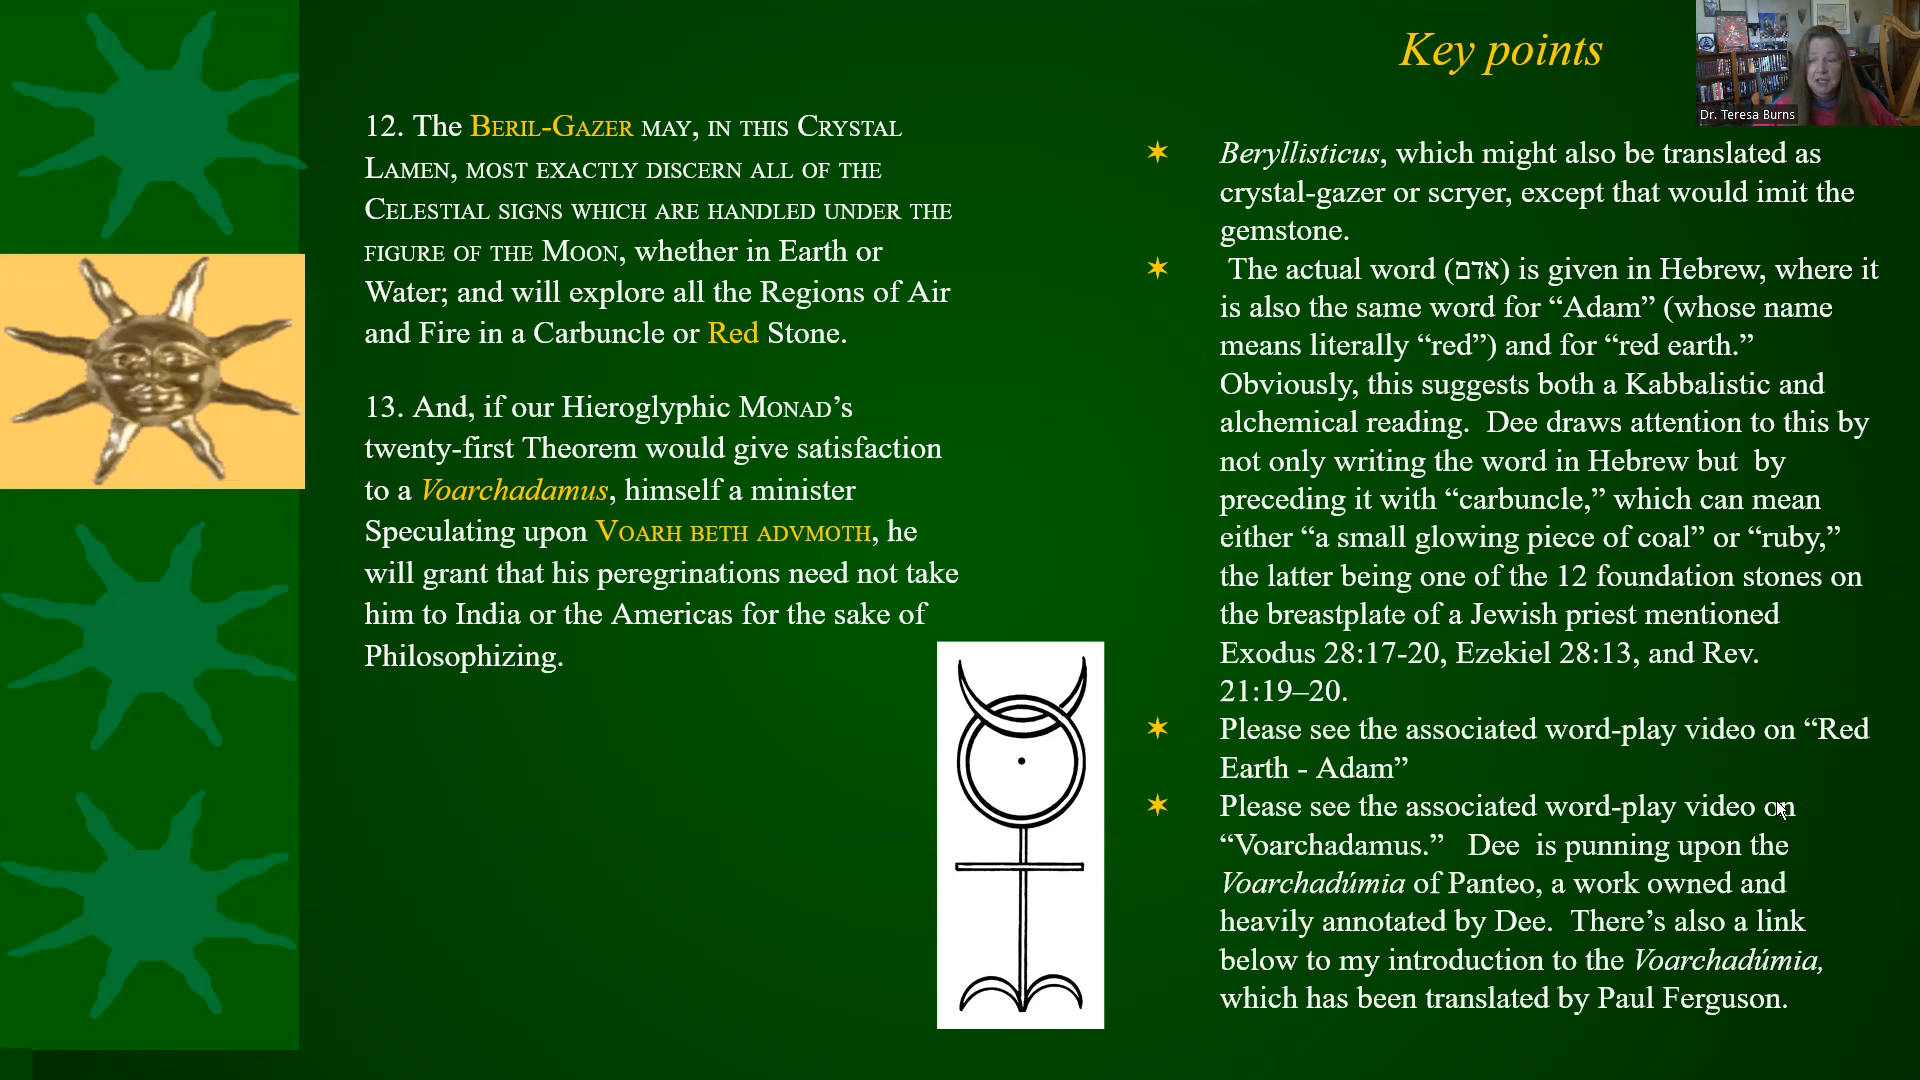 Key points
Dr. Teresa Burns
12. The BERIL-GAZER MAY, IN THIS CRYSTAL
LAMEN, MOST EXACTLY DISCERN ALL OF THE
CELESTIAL SIGNS WHICH ARE HANDLED UNDER THE
FIGURE OF THE MOON, whether in Earth or
Water; and will explore all the Regions of Air
and Fire in a Carbuncle or Red Stone.
13. And, if our Hieroglyphic MONAD’s
twenty-first Theorem would give satisfaction
to a Voarchadamus, himself a minister
Speculating upon VOARH BETH ADVMOTH, he
will grant that his peregrinations need not take
him to India or the Americas for the sake of
Philosophizing.
Beryllisticus, which might also be translated as
crystal-gazer or scryer, except that would imit the
gemstone.
The actual word (אדם) is given in Hebrew, where it
is also the same word for “Adam” (whose name
means literally “red”) and for “red earth.”
Obviously, this suggests both a Kabbalistic and
alchemical reading. Dee draws attention to this by
not only writing the word in Hebrew but by
preceding it with “carbuncle,” which can mean
either “a small glowing piece of coal” or “ruby,”
the latter being one of the 12 foundation stones on
the breastplate of a Jewish priest mentioned
Exodus 28:17-20, Ezekiel 28:13, and Rev.
21:19–20.
Please see the associated word-play video on “Red
Earth - Adam”
Please see the associated word-play video on
“Voarchadamus.” Dee is punning upon the
Voarchadúmia of Panteo, a work owned and
heavily annotated by Dee. There’s also a link
below to my introduction to the Voarchadúmia,
which has been translated by Paul Ferguson.